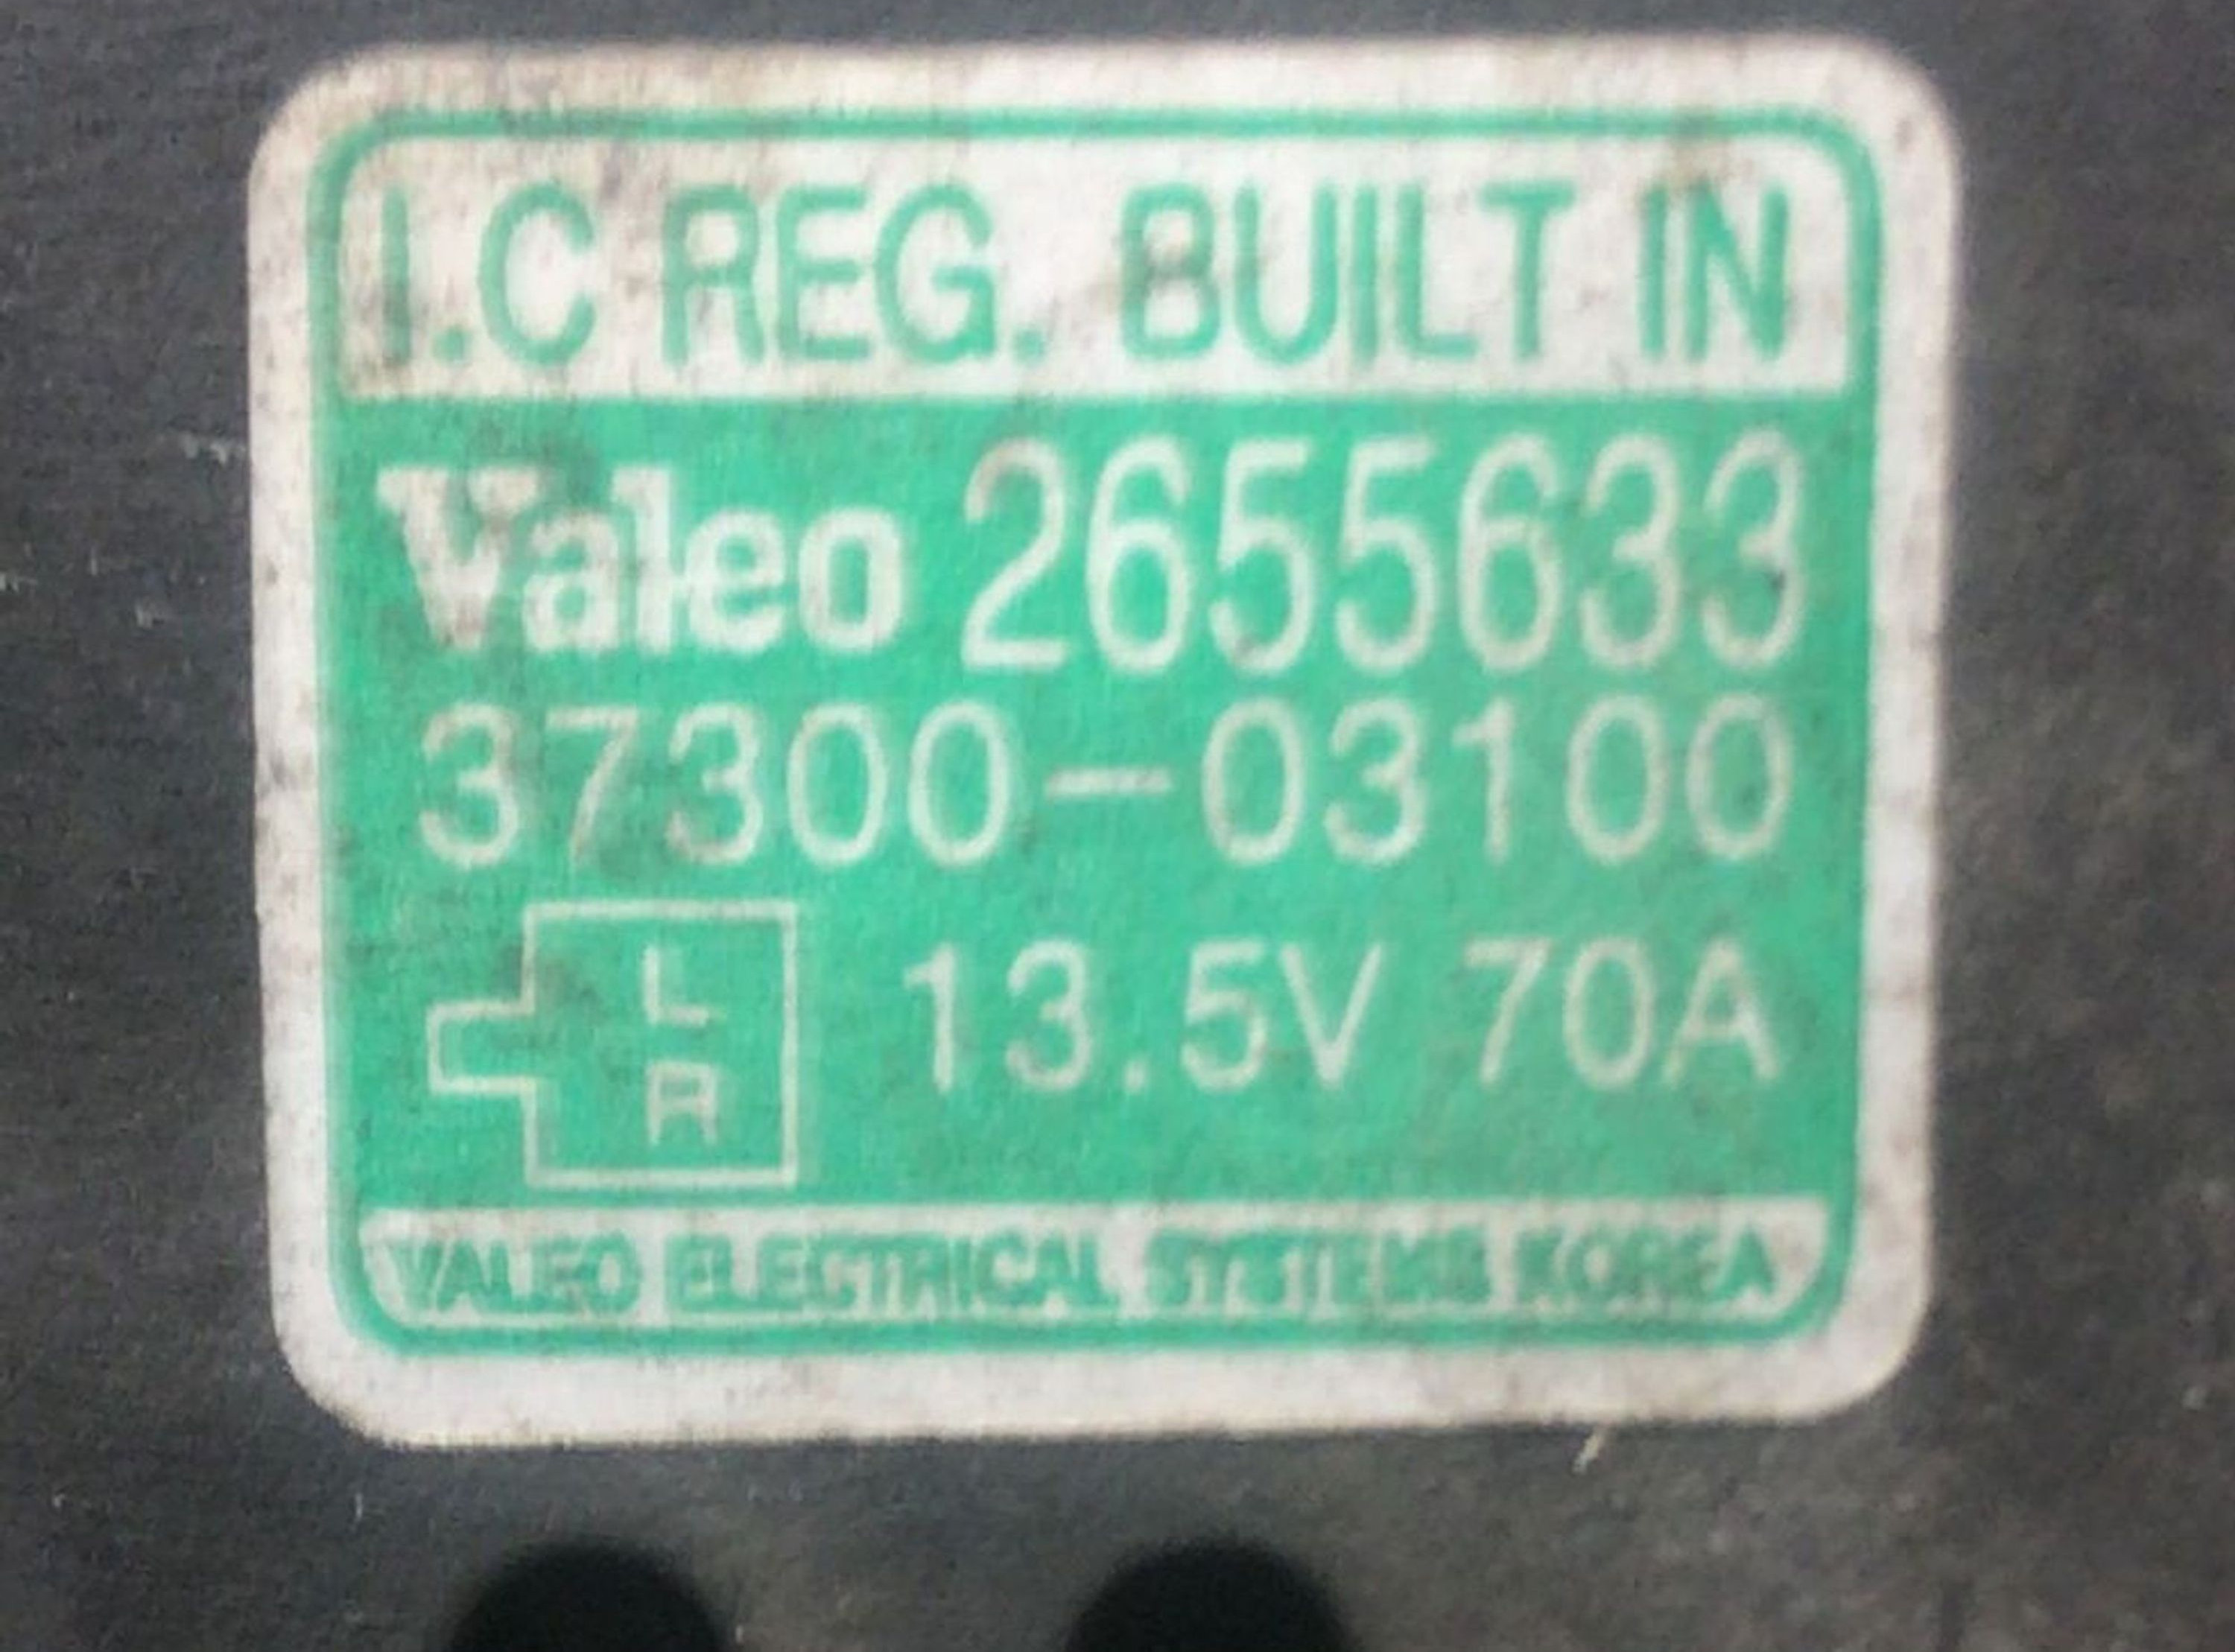 I.C REG. BUILT IN
Valeo 2655633
37300-03100
L
R
13.5V 70A
VALEO ELECTRICAL SYSTEMS KOREA